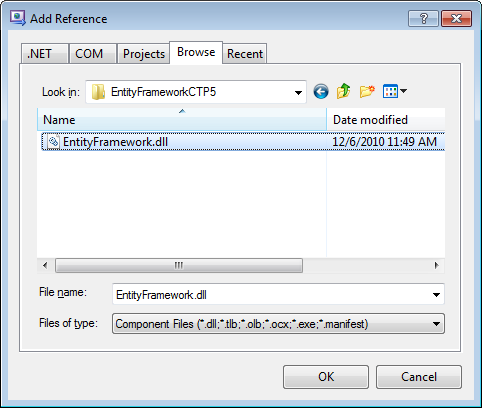 Add Reference
.NET COM Projects Browse Recent
Look in: EntityFrameworkCTP5
Name Date modified
EntityFramework.dll 12/6/2010 11:49 AM
File name: EntityFramework.dll
Files of type: Component Files (*.dll;*.tlb;*.olb;*.ocx;*.exe;*.manifest)
OK Cancel